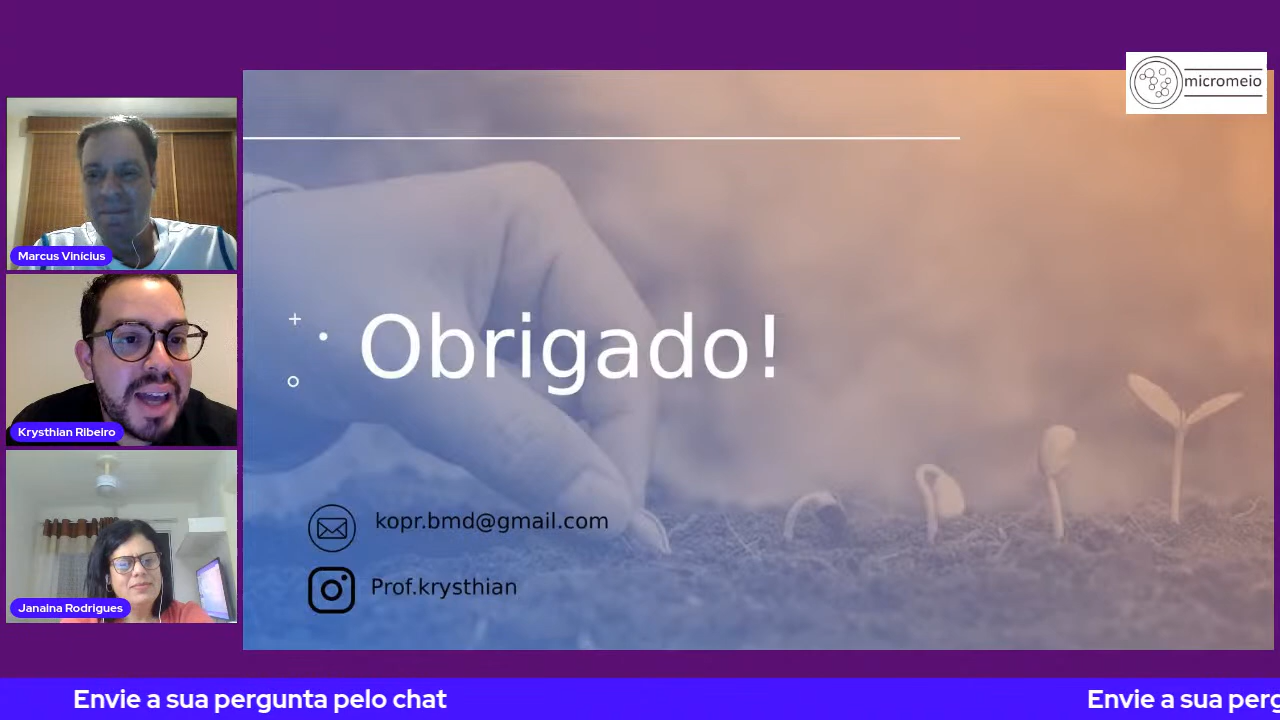 micromeio
Marcus Vinícius
Krysthian Ribeiro
Janaina Rodrigues
Obrigado!
kopr.bmd@gmail.com
Prof.krysthian
Envie a sua pergunta pelo chat
Envie a sua perg